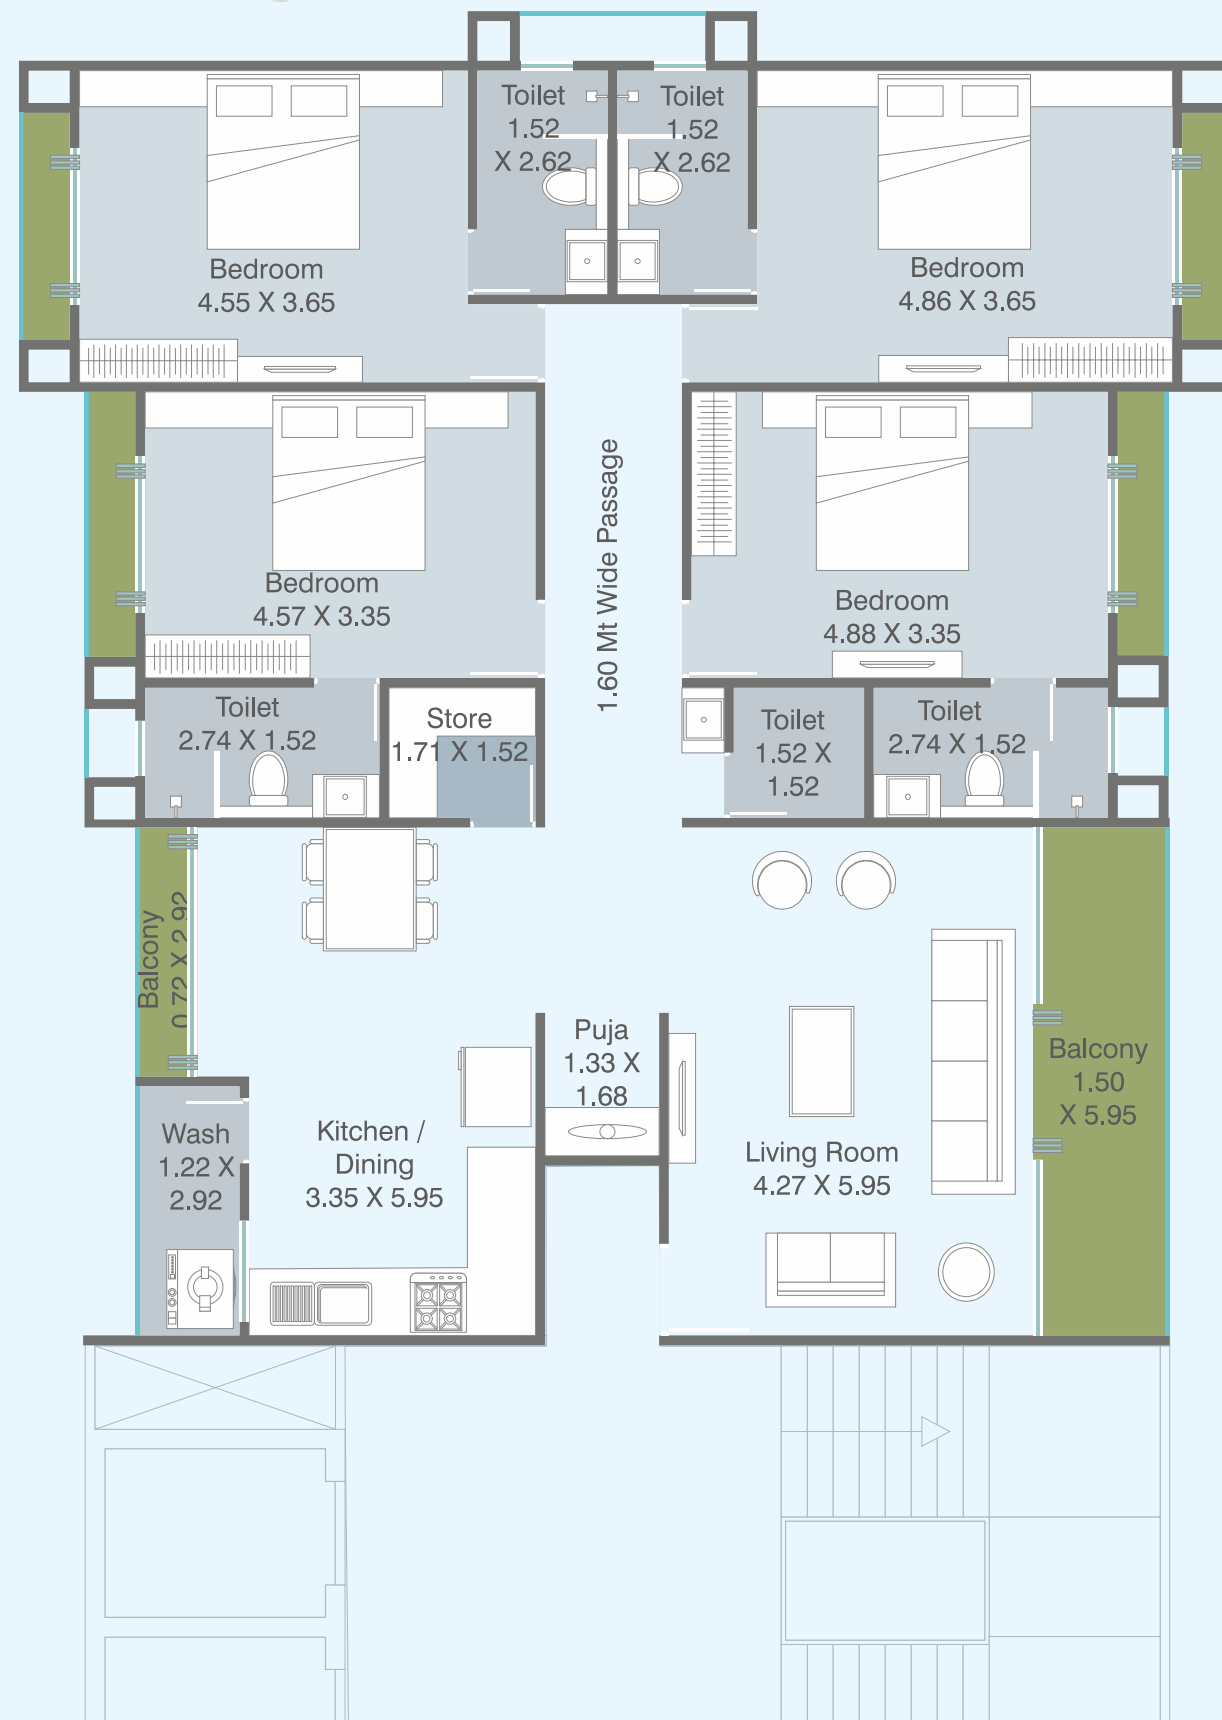 Toilet
1.52
X 2.62
Toilet
1.52
X 2.62
Bedroom
4.55 X 3.65
Bedroom
4.86 X 3.65
1.60 Mt Wide Passage
Bedroom
4.57 X 3.35
Bedroom
4.88 X 3.35
Toilet
2.74 X 1.52
Store
1.71 X 1.52
Toilet
1.52 X
1.52
Toilet
2.74 X 1.52
Balcony
0.72 X 2.92
Puja
1.33 X
1.68
Balcony
1.50
X 5.95
Wash
1.22 X
2.92
Kitchen /
Dining
3.35 X 5.95
Living Room
4.27 X 5.95